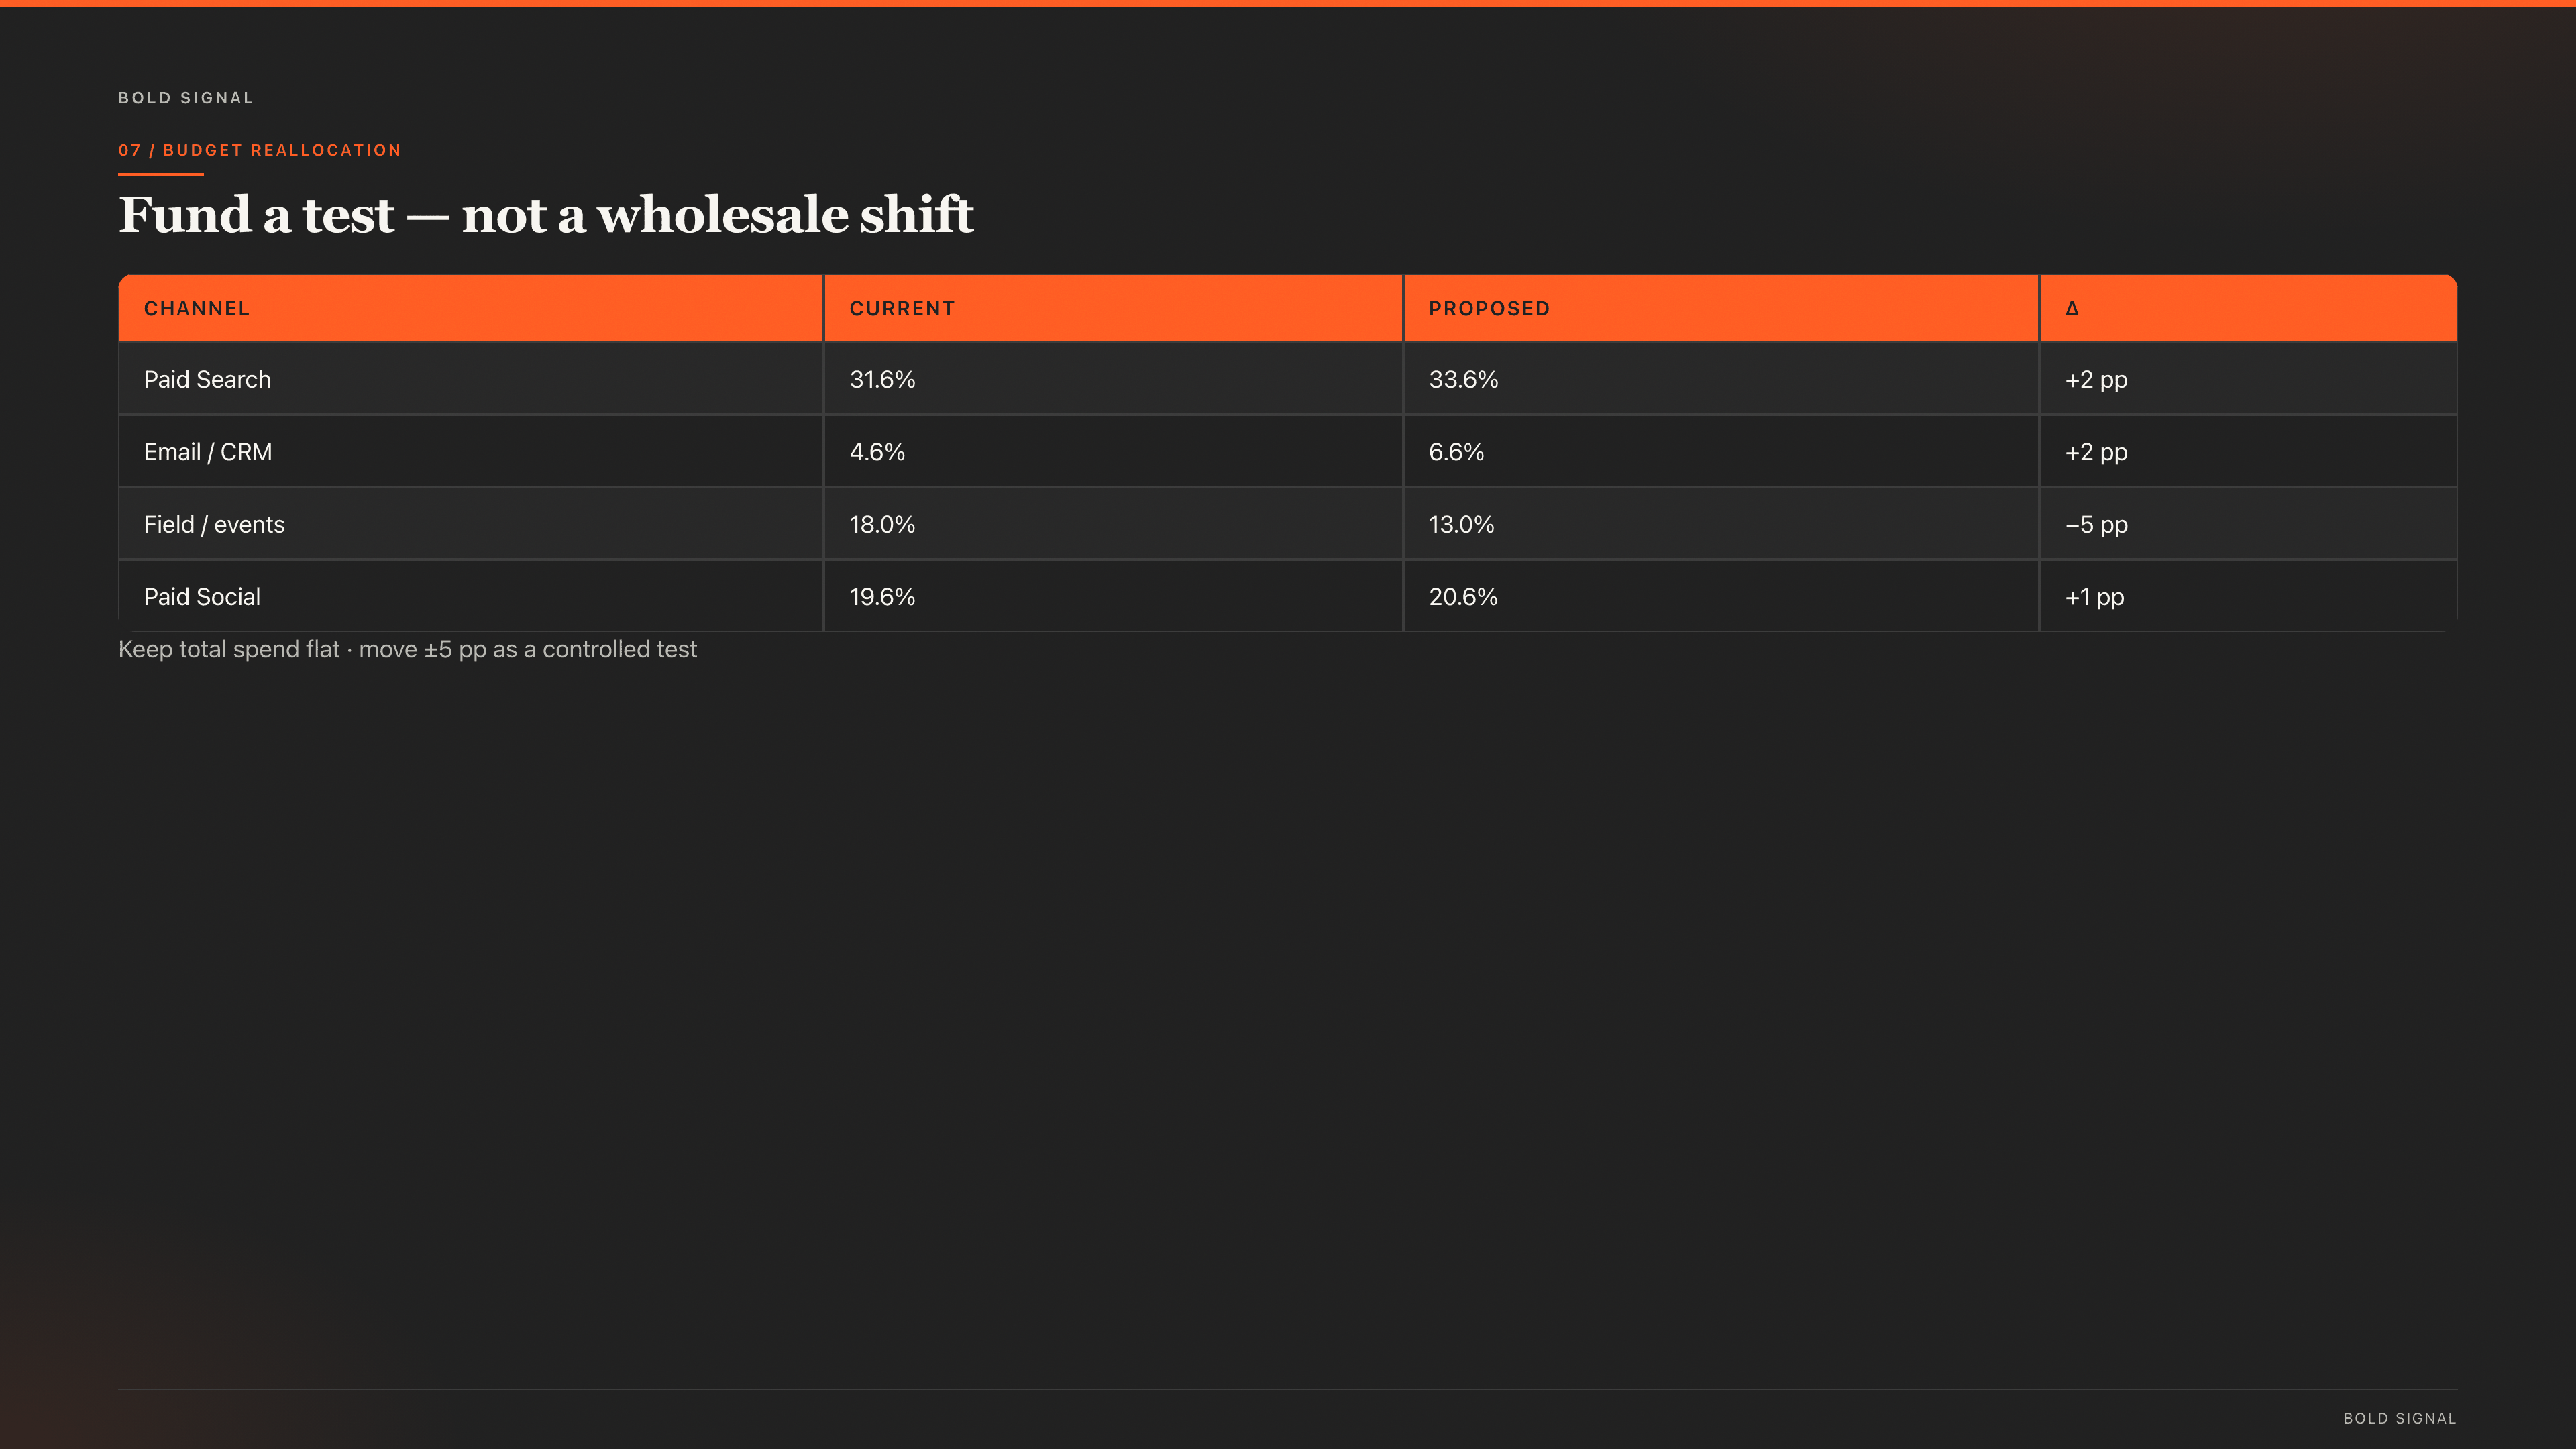 BOLD SIGNAL
07 / BUDGET REALLOCATION
Fund a test — not a wholesale shift
CHANNEL CURRENT PROPOSED Δ
Paid Search 31.6% 33.6% +2 pp
Email / CRM 4.6% 6.6% +2 pp
Field / events 18.0% 13.0% −5 pp
Paid Social 19.6% 20.6% +1 pp
Keep total spend flat · move ±5 pp as a controlled test
BOLD SIGNAL